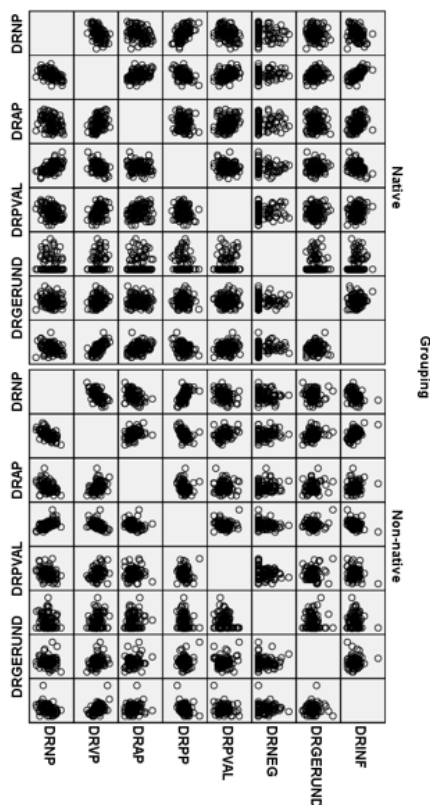 DRNP
DRAP
DRPVAL
DRGERUND
Native
Grouping
DRNP
DRAP
DRPVAL
DRGERUND
Non-native
DRNP
DRVP
DRAP
DRPP
DRPVAL
DRNEG
DRGERUND
DRINF